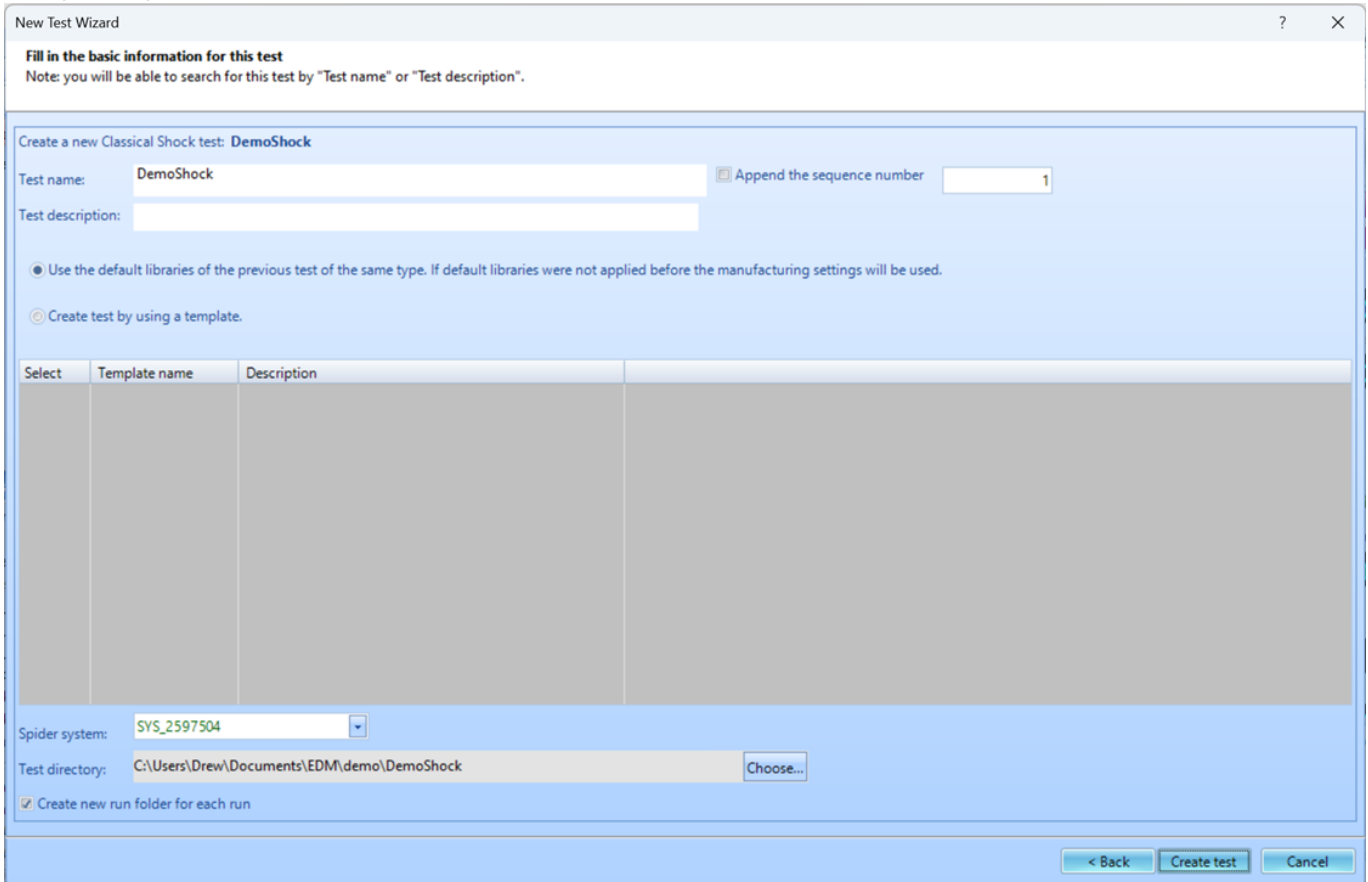 New Test Wizard ?
Fill in the basic information for this test
Note: you will be able to search for this test by "Test name" or "Test description".
Create a new Classical Shock test: DemoShock
Test name: DemoShock Append the sequence number 1
Test description:
Use the default libraries of the previous test of the same type. If default libraries were not applied before the manufacturing settings will be used.
Create test by using a template.
Select Template name Description
Spider system: SYS_2597504
Test directory: C:\Users\Drew\Documents\EDM\demo\DemoShock Choose...
Create new run folder for each run
< Back Create test Cancel